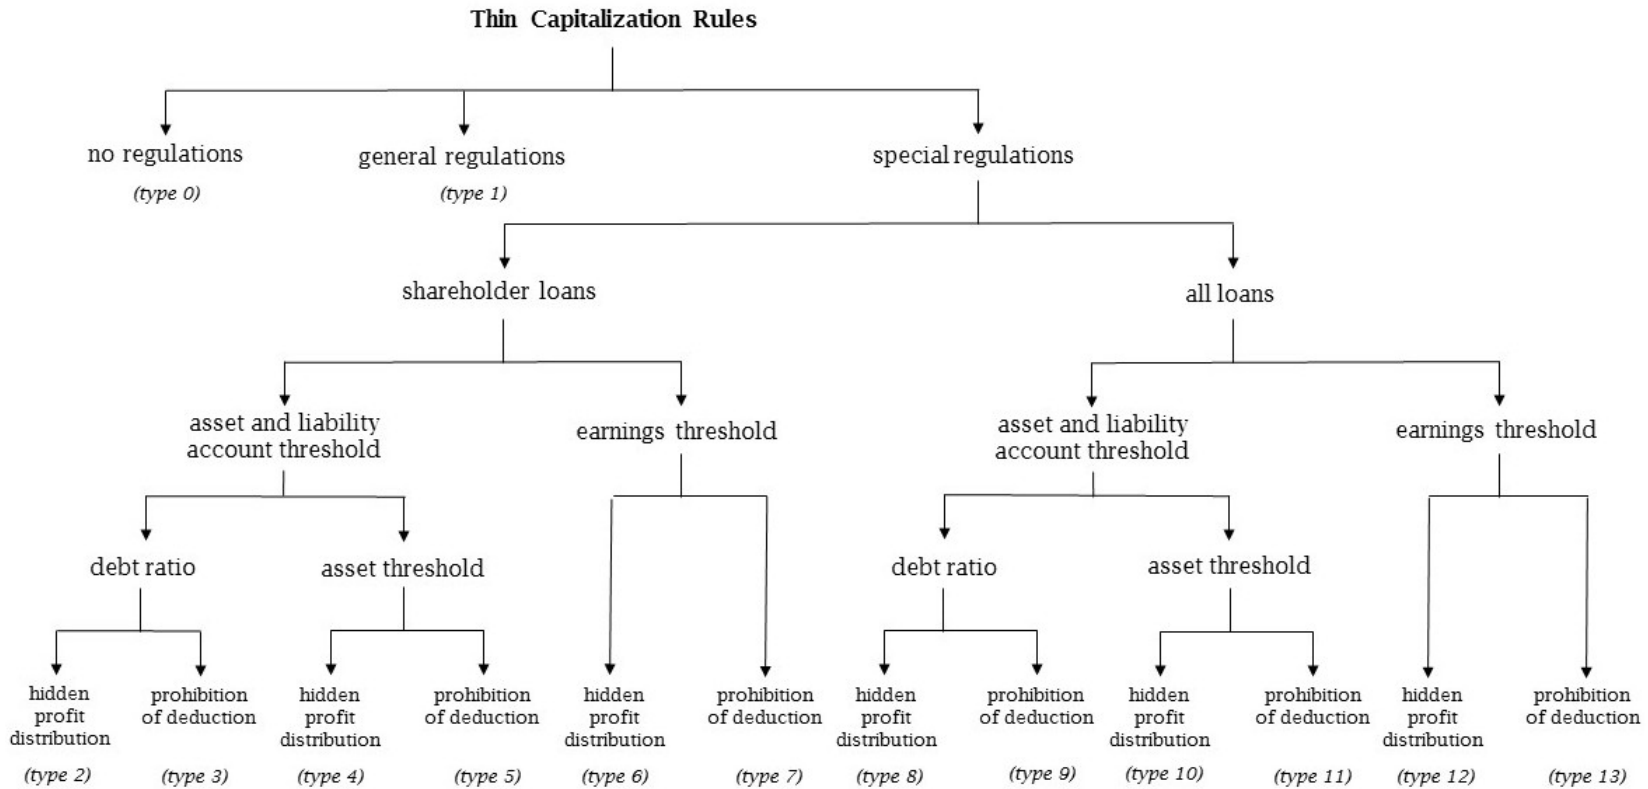 Thin Capitalization Rules
no regulations
(type 0)
general regulations
(type 1)
special regulations
shareholder loans
all loans
asset and liability
account threshold
earnings threshold
asset and liability
account threshold
earnings threshold
debt ratio
asset threshold
debt ratio
asset threshold
hidden
profit
distribution
(type 2)
prohibition
of deduction
(type 3)
hidden
profit
distribution
(type 4)
prohibition
of deduction
(type 5)
hidden
profit
distribution
(type 6)
prohibition
of deduction
(type 7)
hidden
profit
distribution
(type 8)
prohibition
of deduction
(type 9)
hidden
profit
distribution
(type 10)
prohibition
of deduction
(type 11)
hidden
profit
distribution
(type 12)
prohibition
of deduction
(type 13)